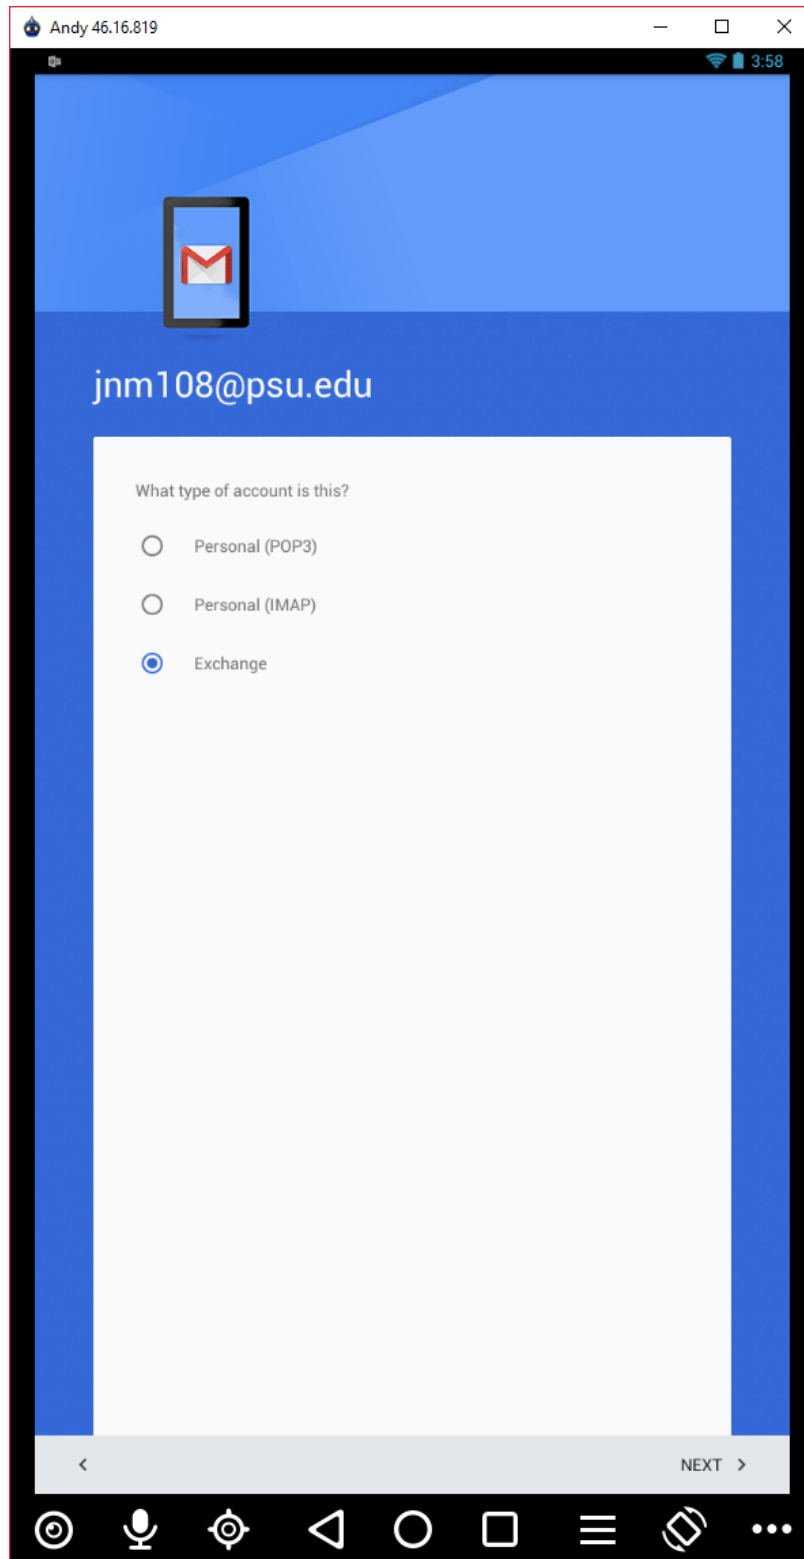 Andy 46.16.819
3:58
jnm108@psu.edu
What type of account is this?
Personal (POP3)
Personal (IMAP)
Exchange
NEXT